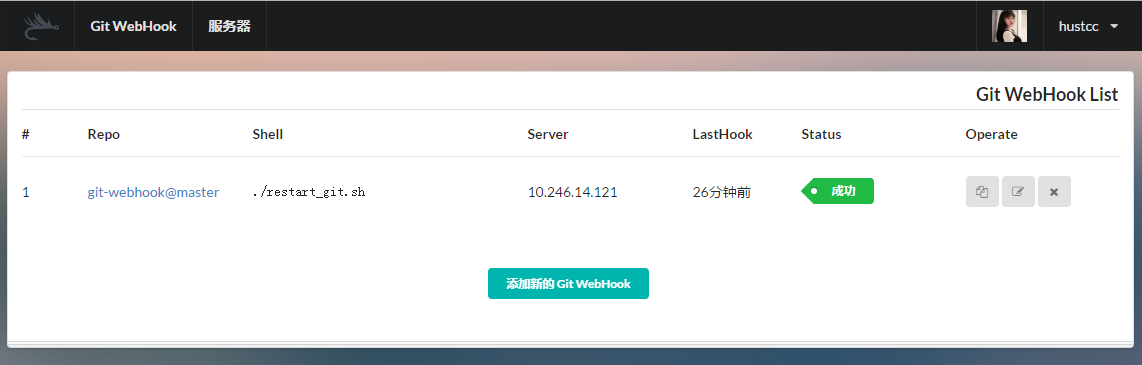 Git WebHook 服务器 hustcc
Git WebHook List
# Repo Shell Server LastHook Status Operate
1 git-webhook@master ./restart_git.sh 10.246.14.121 26分钟前 成功
添加新的 Git WebHook